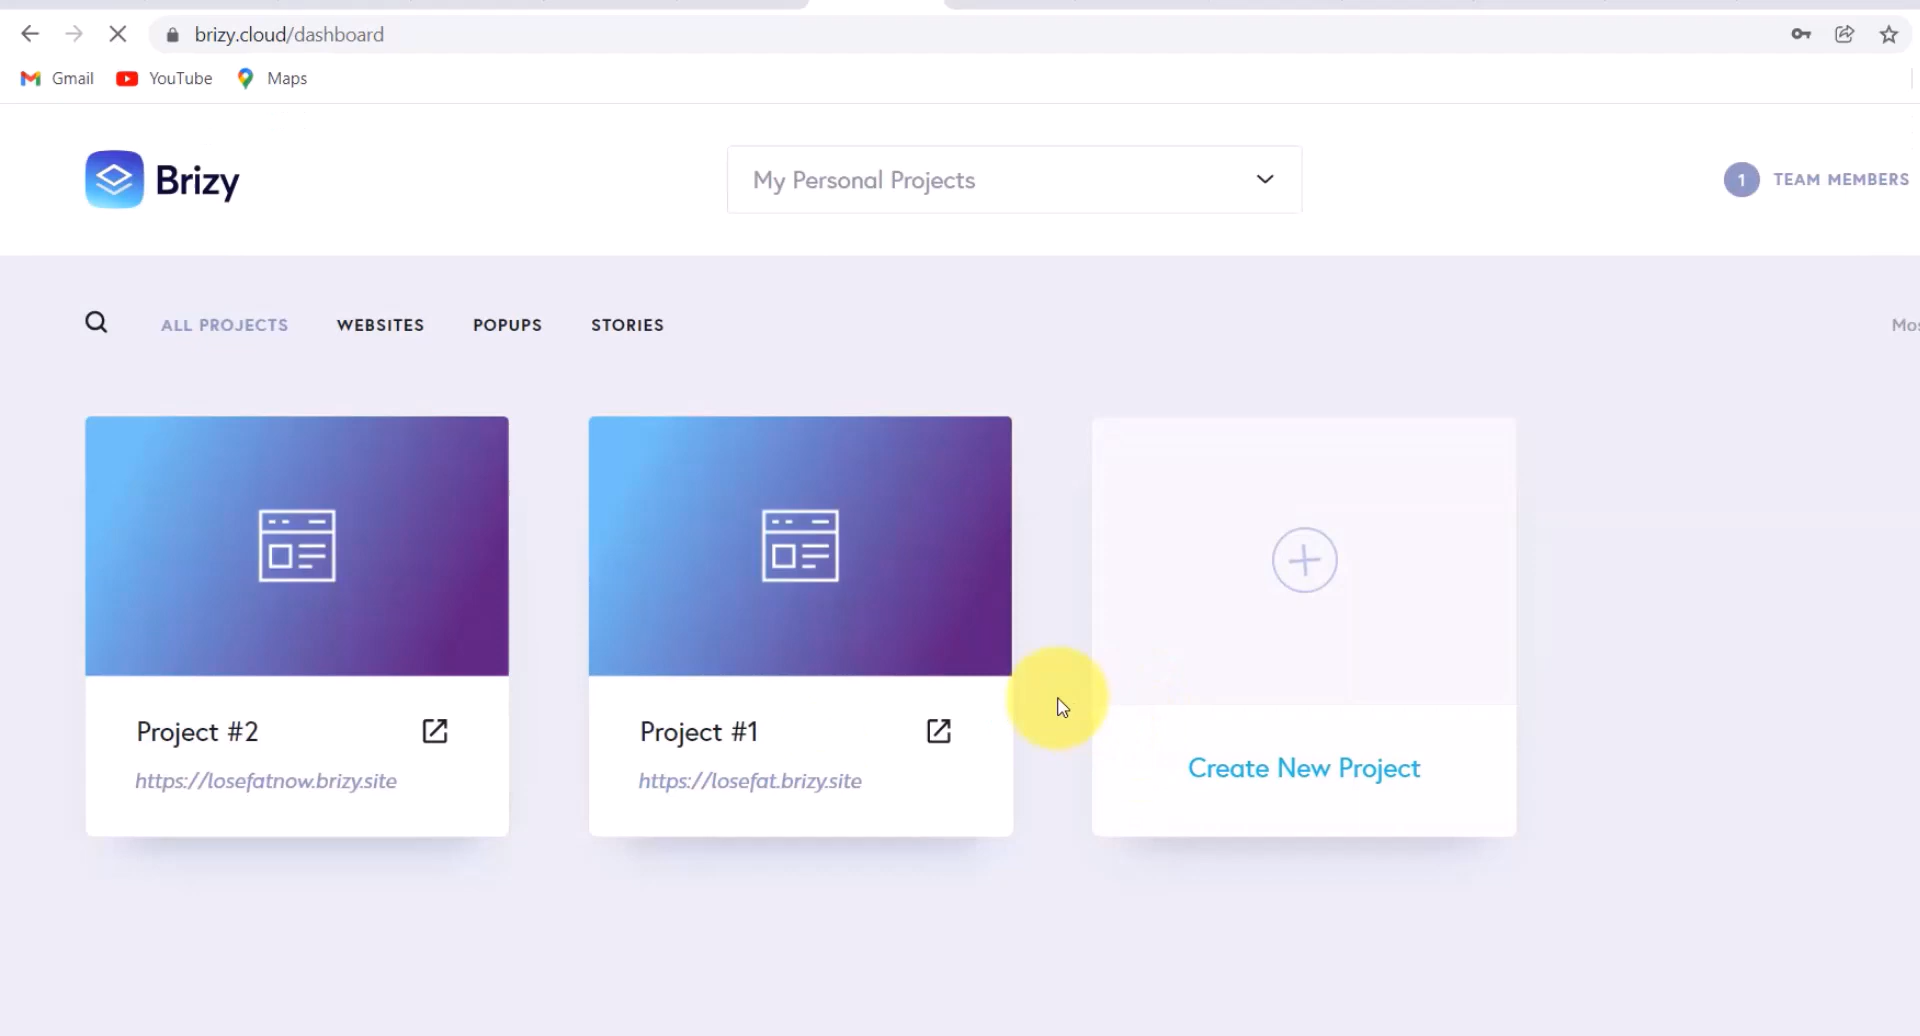 brizy.cloud/dashboard
Gmail YouTube Maps
Brizy
My Personal Projects
1 TEAM MEMBERS
ALL PROJECTS WEBSITES POPUPS STORIES
Project #2
https://losefatnow.brizy.site
Project #1
https://losefat.brizy.site
Create New Project